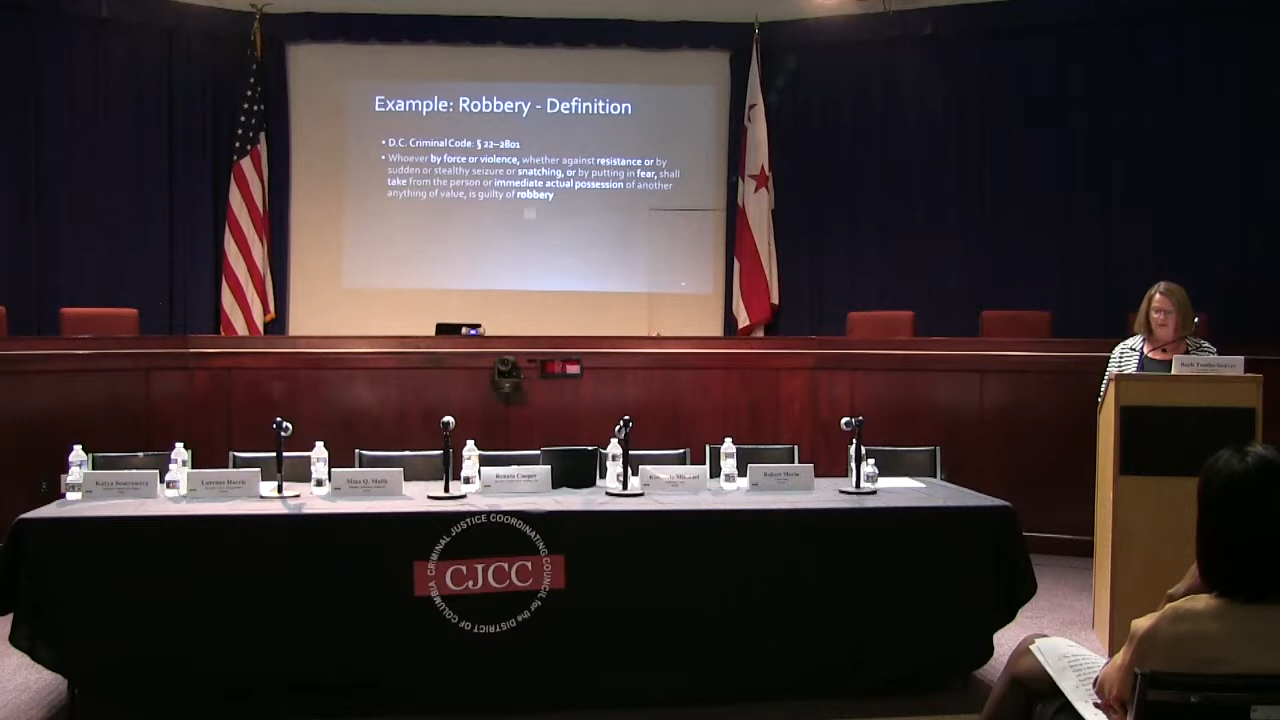 Example: Robbery - Definition
• D.C. Criminal Code: § 22–2801
• Whoever by force or violence, whether against resistance or by
sudden or stealthy seizure or snatching, or by putting in fear, shall
take from the person or immediate actual possession of another
anything of value, is guilty of robbery
Lorenzo Harris
Mina Q. Malik
Renata Cooper
Robert Morin
CRIMINAL JUSTICE COORDINATING COUNCIL for the DISTRICT OF COLUMBIA
CJCC